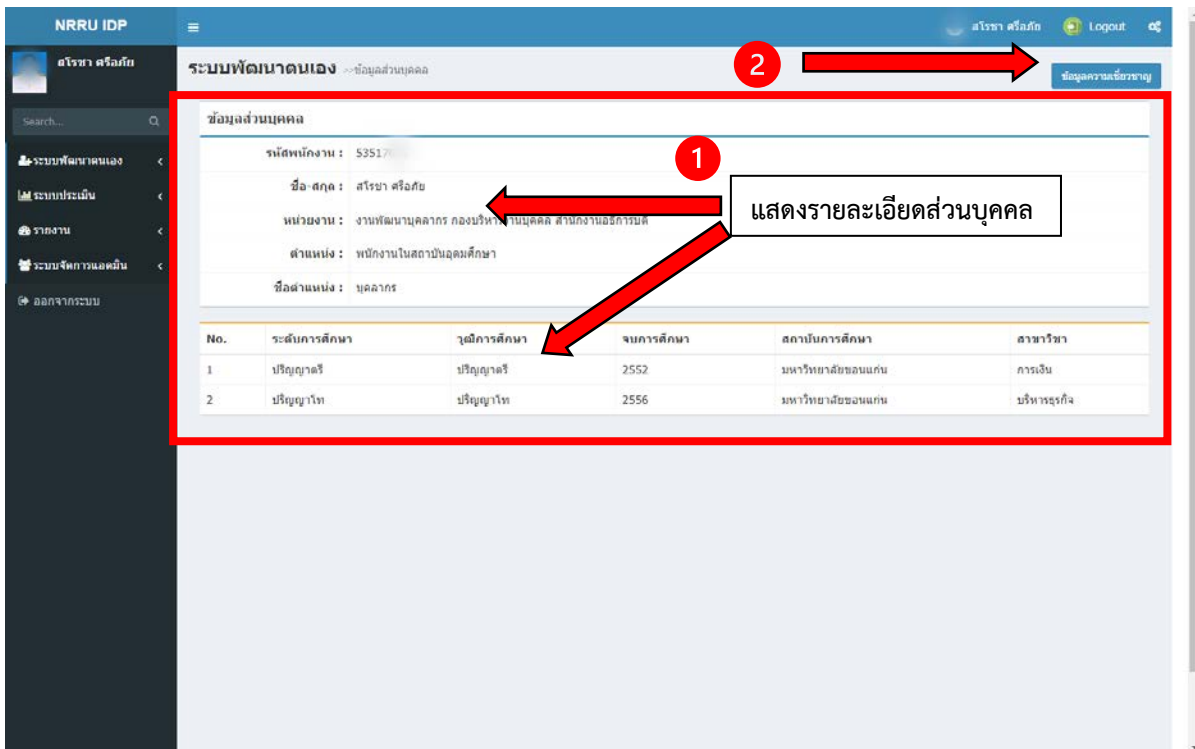 NRRU IDP
สโรชา ศรีอภัย
Logout
สโรชา ศรีอภัย
ระบบพัฒนาตนเอง >>ข้อมูลส่วนบุคคล
2
ข้อมูลความเชี่ยวชาญ
Search...
ระบบพัฒนาตนเอง
ระบบประเมิน
รายงาน
ระบบจัดการแอดมิน
ออกจากระบบ
ข้อมูลส่วนบุคคล
รหัสพนักงาน : 53517
1
ชื่อ-สกุล : สโรชา ศรีอภัย
แสดงรายละเอียดส่วนบุคคล
หน่วยงาน : งานพัฒนาบุคลากร กองบริหารงานบุคคล สำนักงานอธิการบดี
ตำแหน่ง : พนักงานในสถาบันอุดมศึกษา
ชื่อตำแหน่ง : บุคลากร
No. ระดับการศึกษา วุฒิการศึกษา จบการศึกษา สถาบันการศึกษา สาขาวิชา
1 ปริญญาตรี ปริญญาตรี 2552 มหาวิทยาลัยขอนแก่น การเงิน
2 ปริญญาโท ปริญญาโท 2556 มหาวิทยาลัยขอนแก่น บริหารธุรกิจ